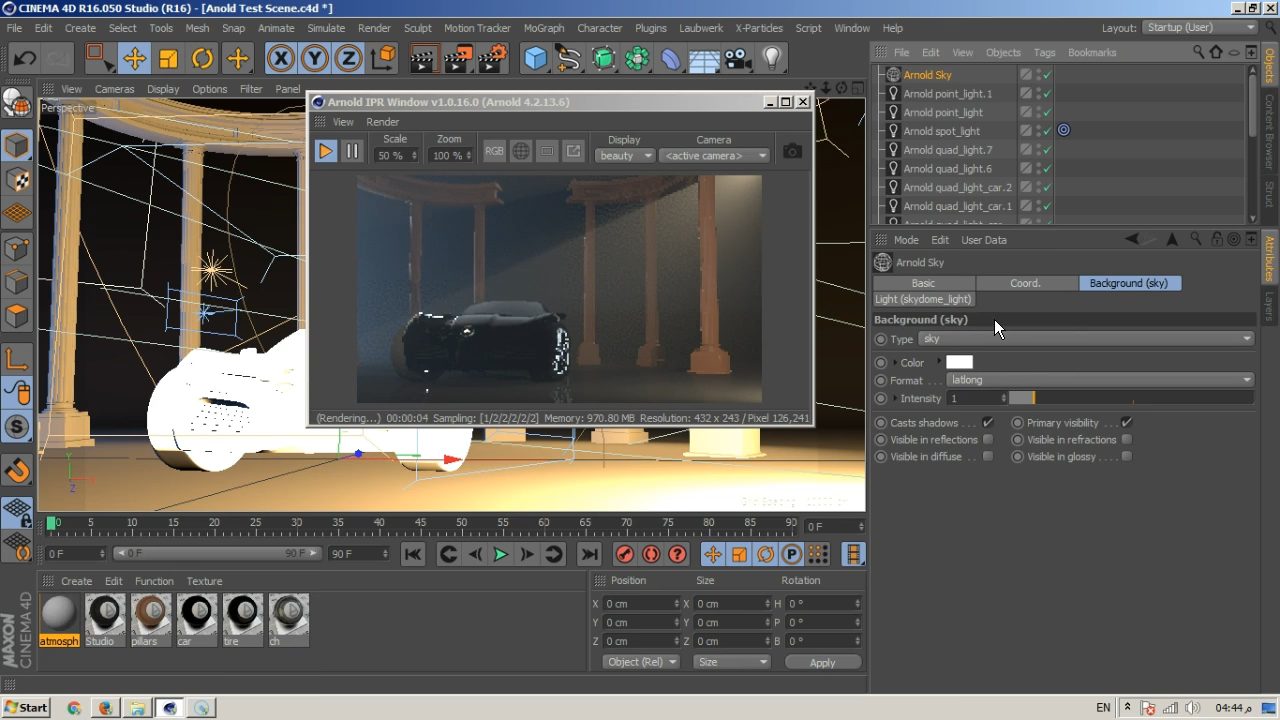 CINEMA 4D R16.050 Studio (R16) - [Anold Test Scene.c4d *]
File Edit Create Select Tools Mesh Snap Animate Simulate Render Sculpt Motion Tracker MoGraph Character Plugins Laubwerk X-Particles Script Window Help Layout: Startup (User)
X Y Z
File Edit View Objects Tags Bookmarks
View Cameras Display Options Filter Panel
Perspective
Arnold Sky
Arnold point_light.1
Arnold point_light
Arnold spot_light
Arnold quad_light.7
Arnold quad_light.6
Arnold quad_light_car.2
Arnold quad_light_car.1
Objects
Content Browser
Struct
Arnold IPR Window v1.0.16.0 (Arnold 4.2.13.6)
View Render
Scale Zoom Display Camera
50 % 100 % RGB beauty <active camera>
(Rendering...) 00:00:04 Sampling: [1/2/2/2/2/2] Memory: 970.80 MB Resolution: 432 x 243 / Pixel 126,241
Mode Edit User Data
Arnold Sky
Basic Coord. Background (sky)
Light (skydome_light)
Background (sky)
Type sky
Color
Format . . . latlong
Intensity 1
Casts shadows Primary visibility
Visible in reflections Visible in refractions
Visible in diffuse . . Visible in glossy . . . .
Attributes
Layers
Y
Z
0 5 10 15 20 25 30 35 40 45 50 55 60 65 70 75 80 85 90 0 F
0 F 0 F 90 F 90 F
Create Edit Function Texture
atmosph Studio pillars car tire ch
Position Size Rotation
X 0 cm X 0 cm H 0 °
Y 0 cm Y 0 cm P 0 °
Z 0 cm Z 0 cm B 0 °
Object (Rel) Size Apply
MAXON CINEMA 4D
Start EN 04:44 م